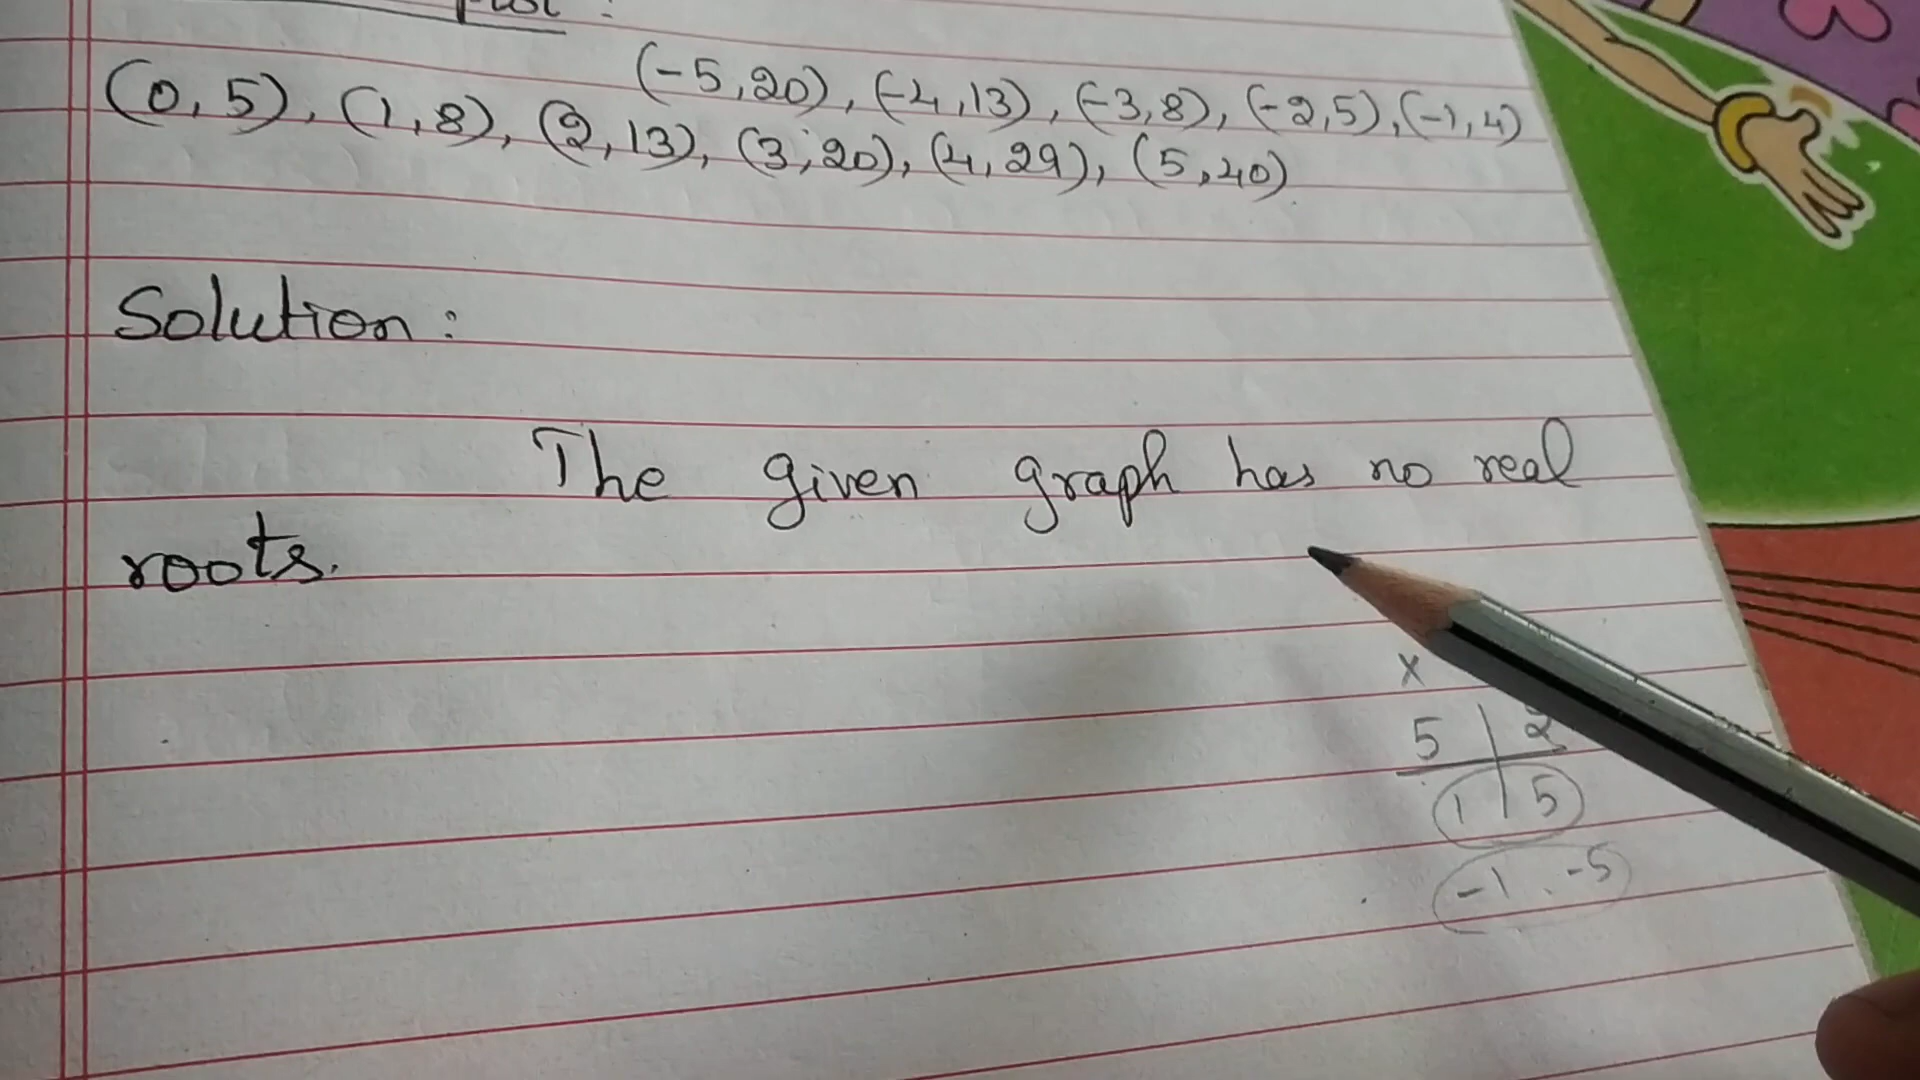 (-5,20), (-4,13), (-3,8), (-2,5), (-1,4)
(0,5), (1,8), (2,13), (3,20), (4,29), (5,40)
Solution:
The given graph has no real
roots.
x
5 | 2
1 | 5
-1, -5